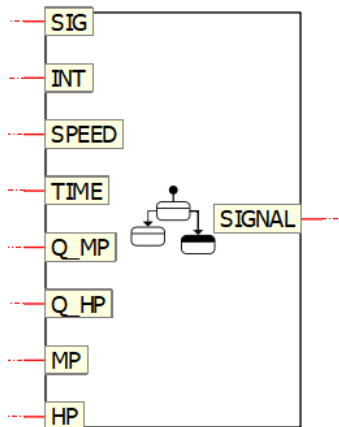 SIG
INT
SPEED
TIME
SIGNAL
Q_MP
Q_HP
MP
HP